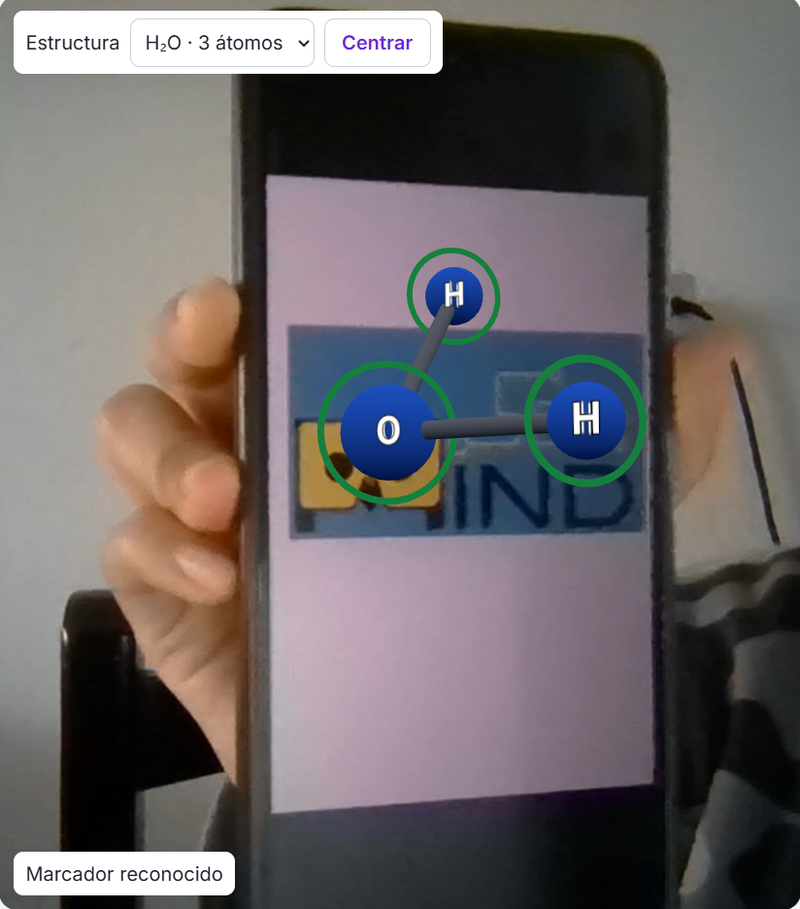 Estructura H₂O · 3 átomos Centrar
H
O H
IND
Marcador reconocido